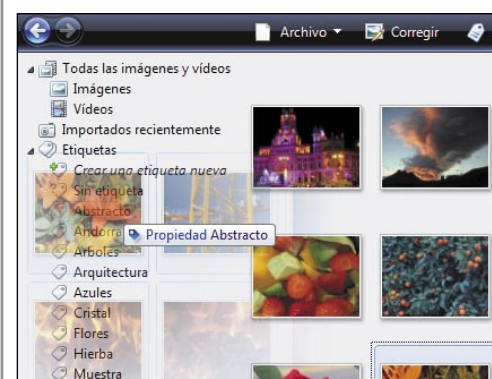 Archivo Corregir
Todas las imágenes y vídeos
Imágenes
Vídeos
Importados recientemente
Etiquetas
Crear una etiqueta nueva
Sin etiqueta
Abstracto
Andorra
Propiedad Abstracto
Árboles
Arquitectura
Azules
Cristal
Flores
Hierba
Muestra